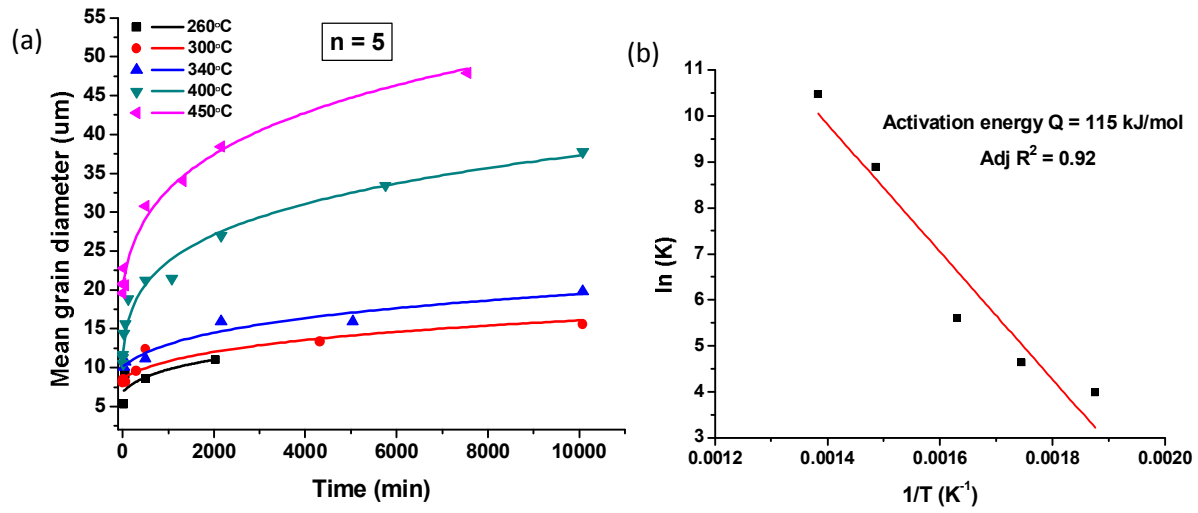 (a)
55
50
45
40
35
30
25
20
15
10
5
Mean grain diameter (um)
260°C
300°C
340°C
400°C
450°C
n = 5
0
2000
4000
6000
8000
10000
Time (min)
(b)
11
10
9
8
7
6
5
4
3
ln (K)
Activation energy Q = 115 kJ/mol
Adj R² = 0.92
0.0012
0.0014
0.0016
0.0018
0.0020
1/T (K⁻¹)